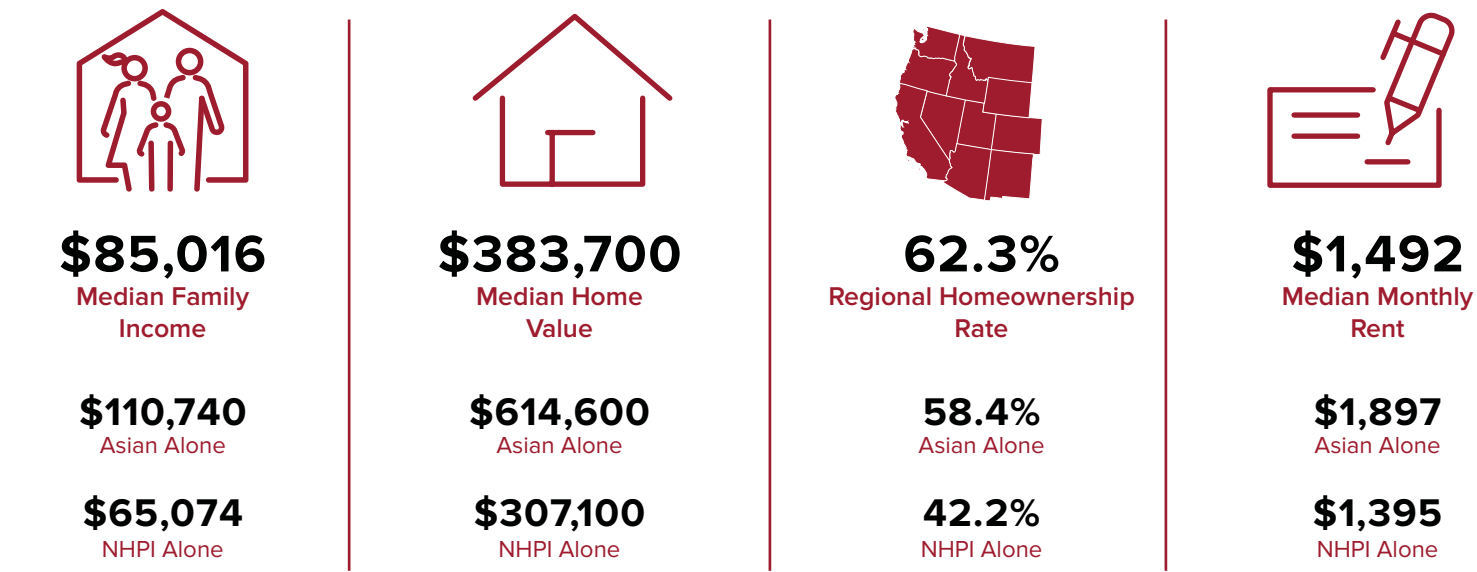 $85,016
Median Family
Income
$110,740
Asian Alone
$65,074
NHPI Alone
$383,700
Median Home
Value
$614,600
Asian Alone
$307,100
NHPI Alone
62.3%
Regional Homeownership
Rate
58.4%
Asian Alone
42.2%
NHPI Alone
$1,492
Median Monthly
Rent
$1,897
Asian Alone
$1,395
NHPI Alone